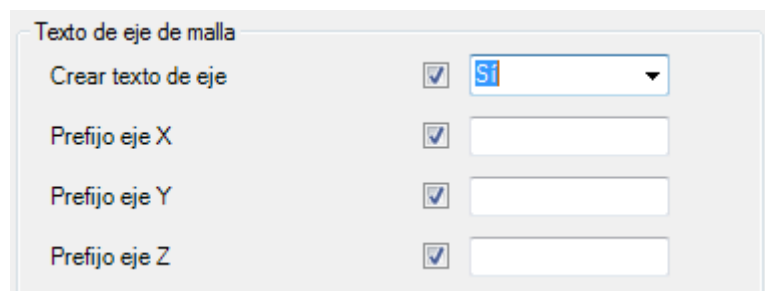 Texto de eje de malla
Crear texto de eje Sí
Prefijo eje X
Prefijo eje Y
Prefijo eje Z